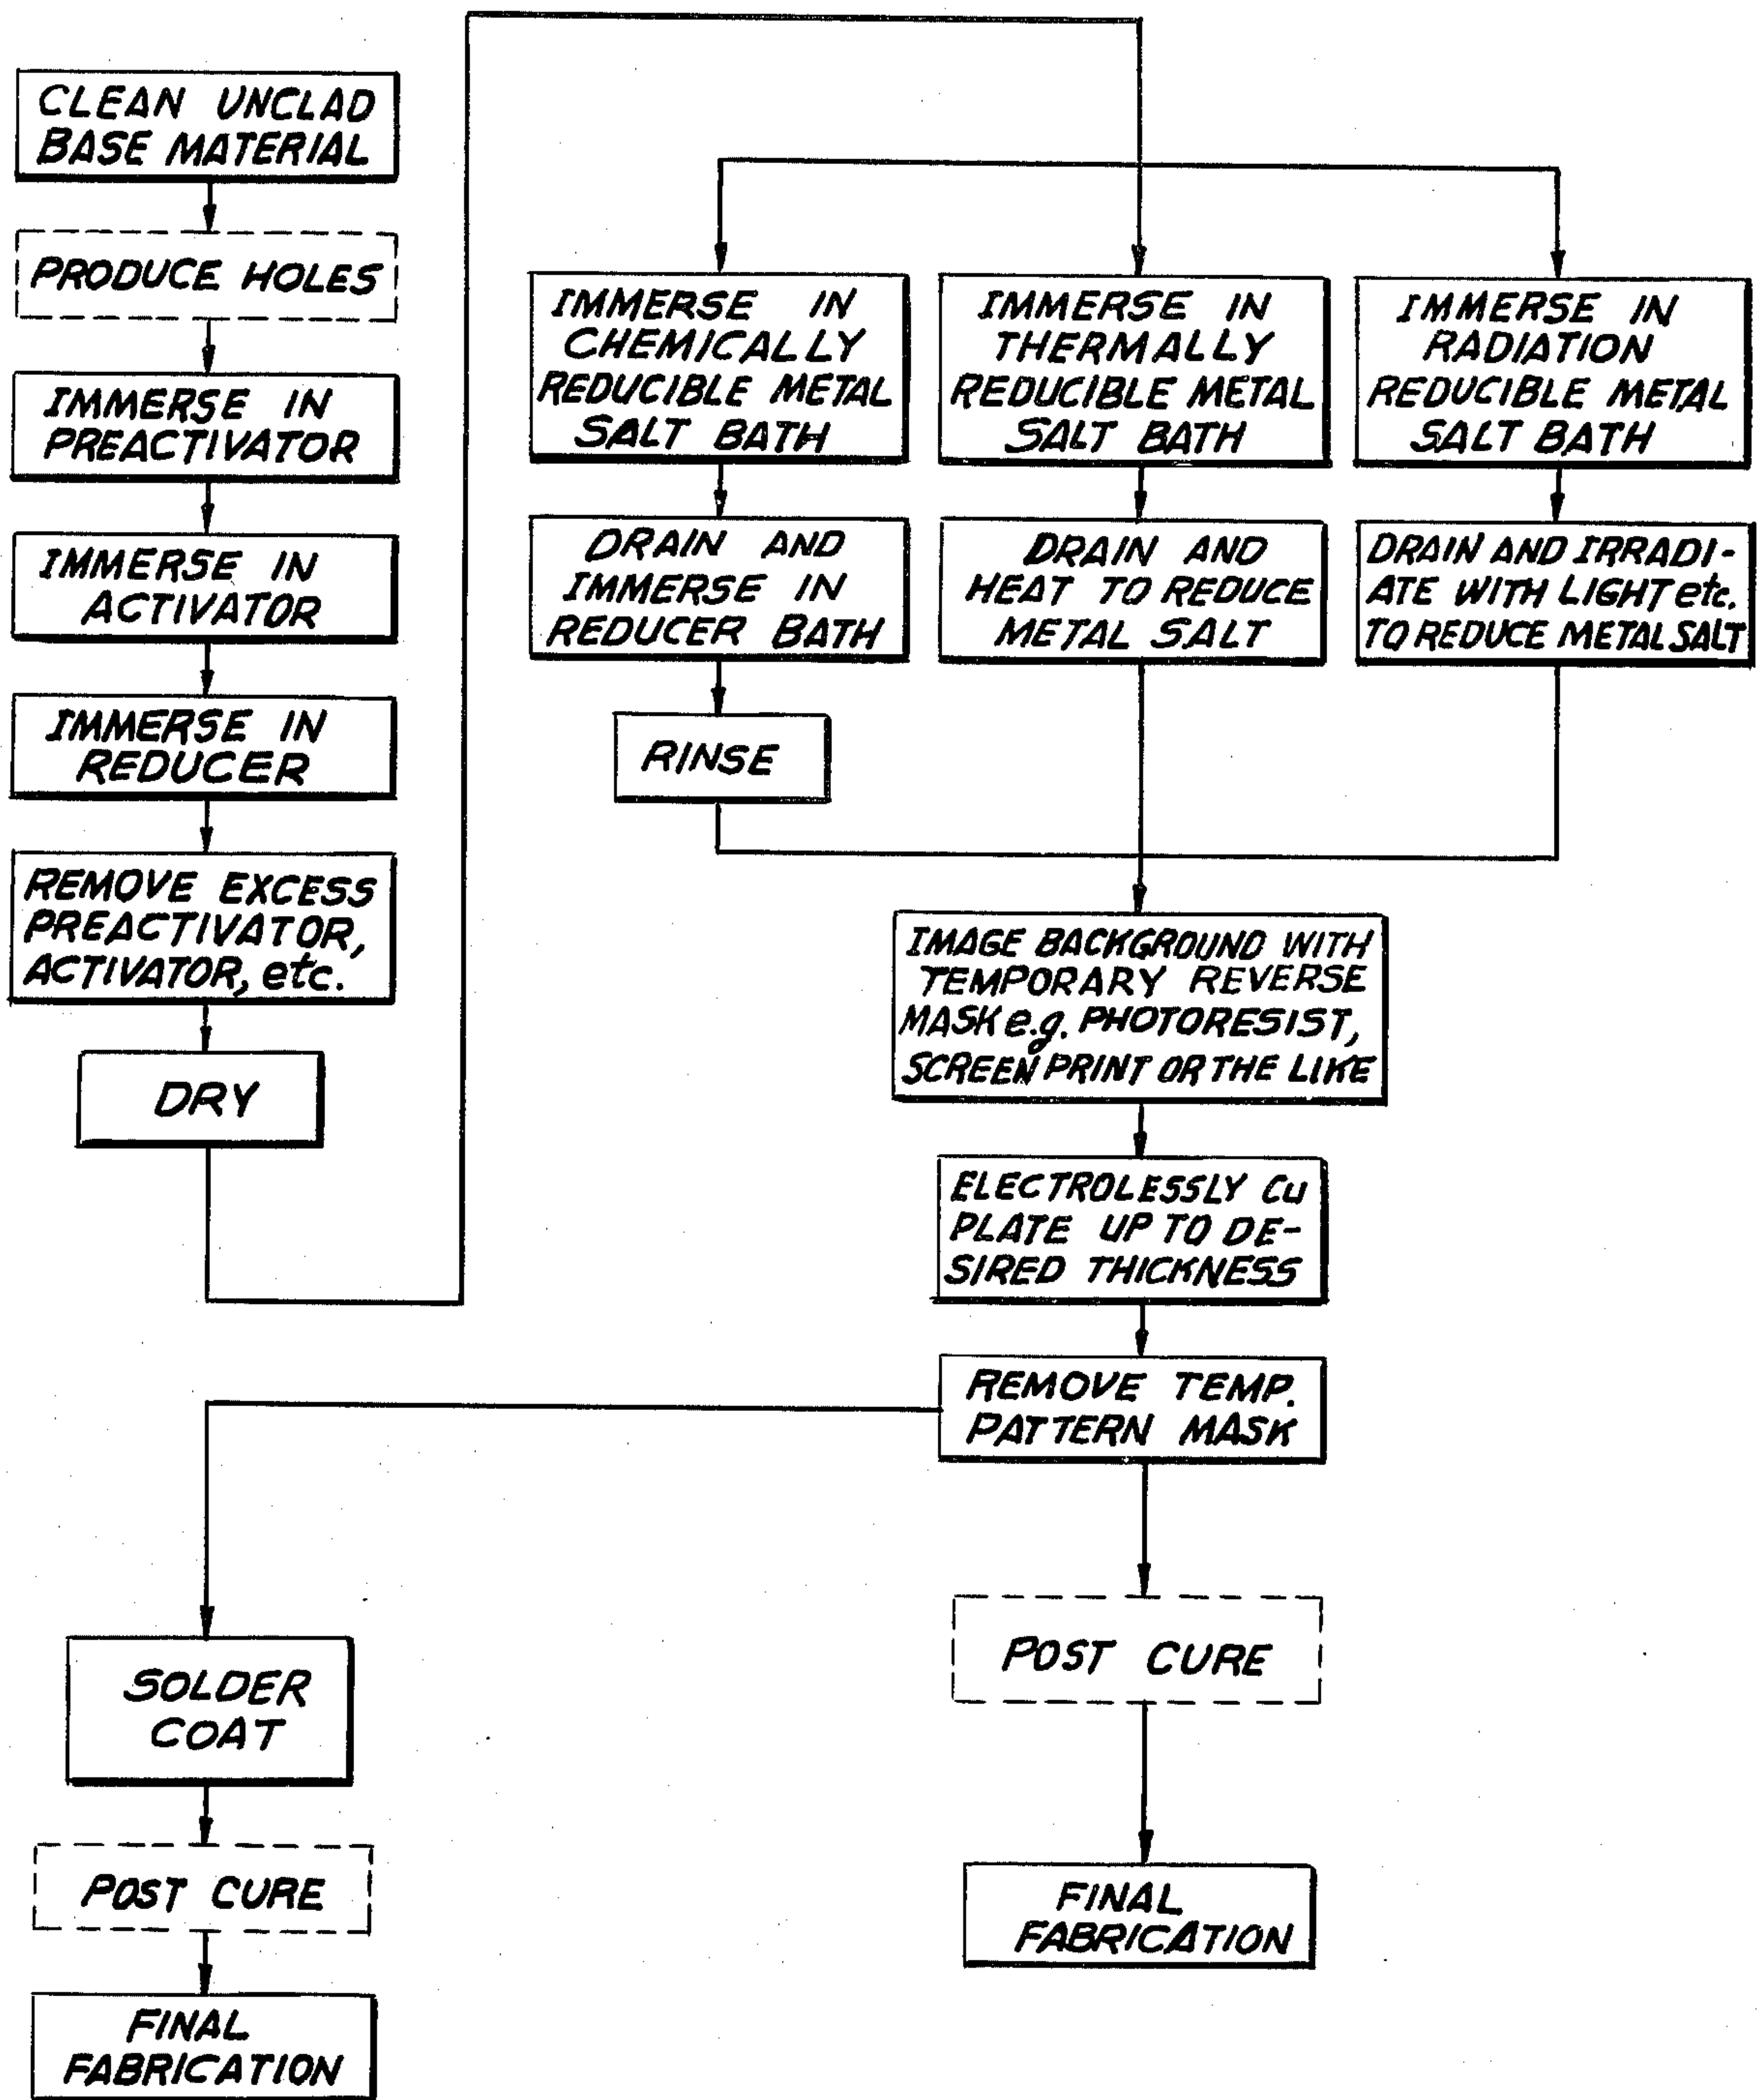 CLEAN UNCLAD
BASE MATERIAL
PRODUCE HOLES
IMMERSE IN
PREACTIVATOR
IMMERSE IN
ACTIVATOR
IMMERSE IN
REDUCER
REMOVE EXCESS
PREACTIVATOR,
ACTIVATOR, etc.
DRY
IMMERSE IN
CHEMICALLY
REDUCIBLE METAL
SALT BATH
DRAIN AND
IMMERSE IN
REDUCER BATH
RINSE
IMMERSE IN
THERMALLY
REDUCIBLE METAL
SALT BATH
DRAIN AND
HEAT TO REDUCE
METAL SALT
IMMERSE IN
RADIATION
REDUCIBLE METAL
SALT BATH
DRAIN AND IRRADI-
ATE WITH LIGHT etc.
TO REDUCE METAL SALT
IMAGE BACKGROUND WITH
TEMPORARY REVERSE
MASK e.g. PHOTORESIST,
SCREEN PRINT OR THE LIKE
ELECTROLESSLY Cu
PLATE UP TO DE-
SIRED THICKNESS
REMOVE TEMP.
PATTERN MASK
SOLDER
COAT
POST CURE
FINAL
FABRICATION
POST CURE
FINAL
FABRICATION